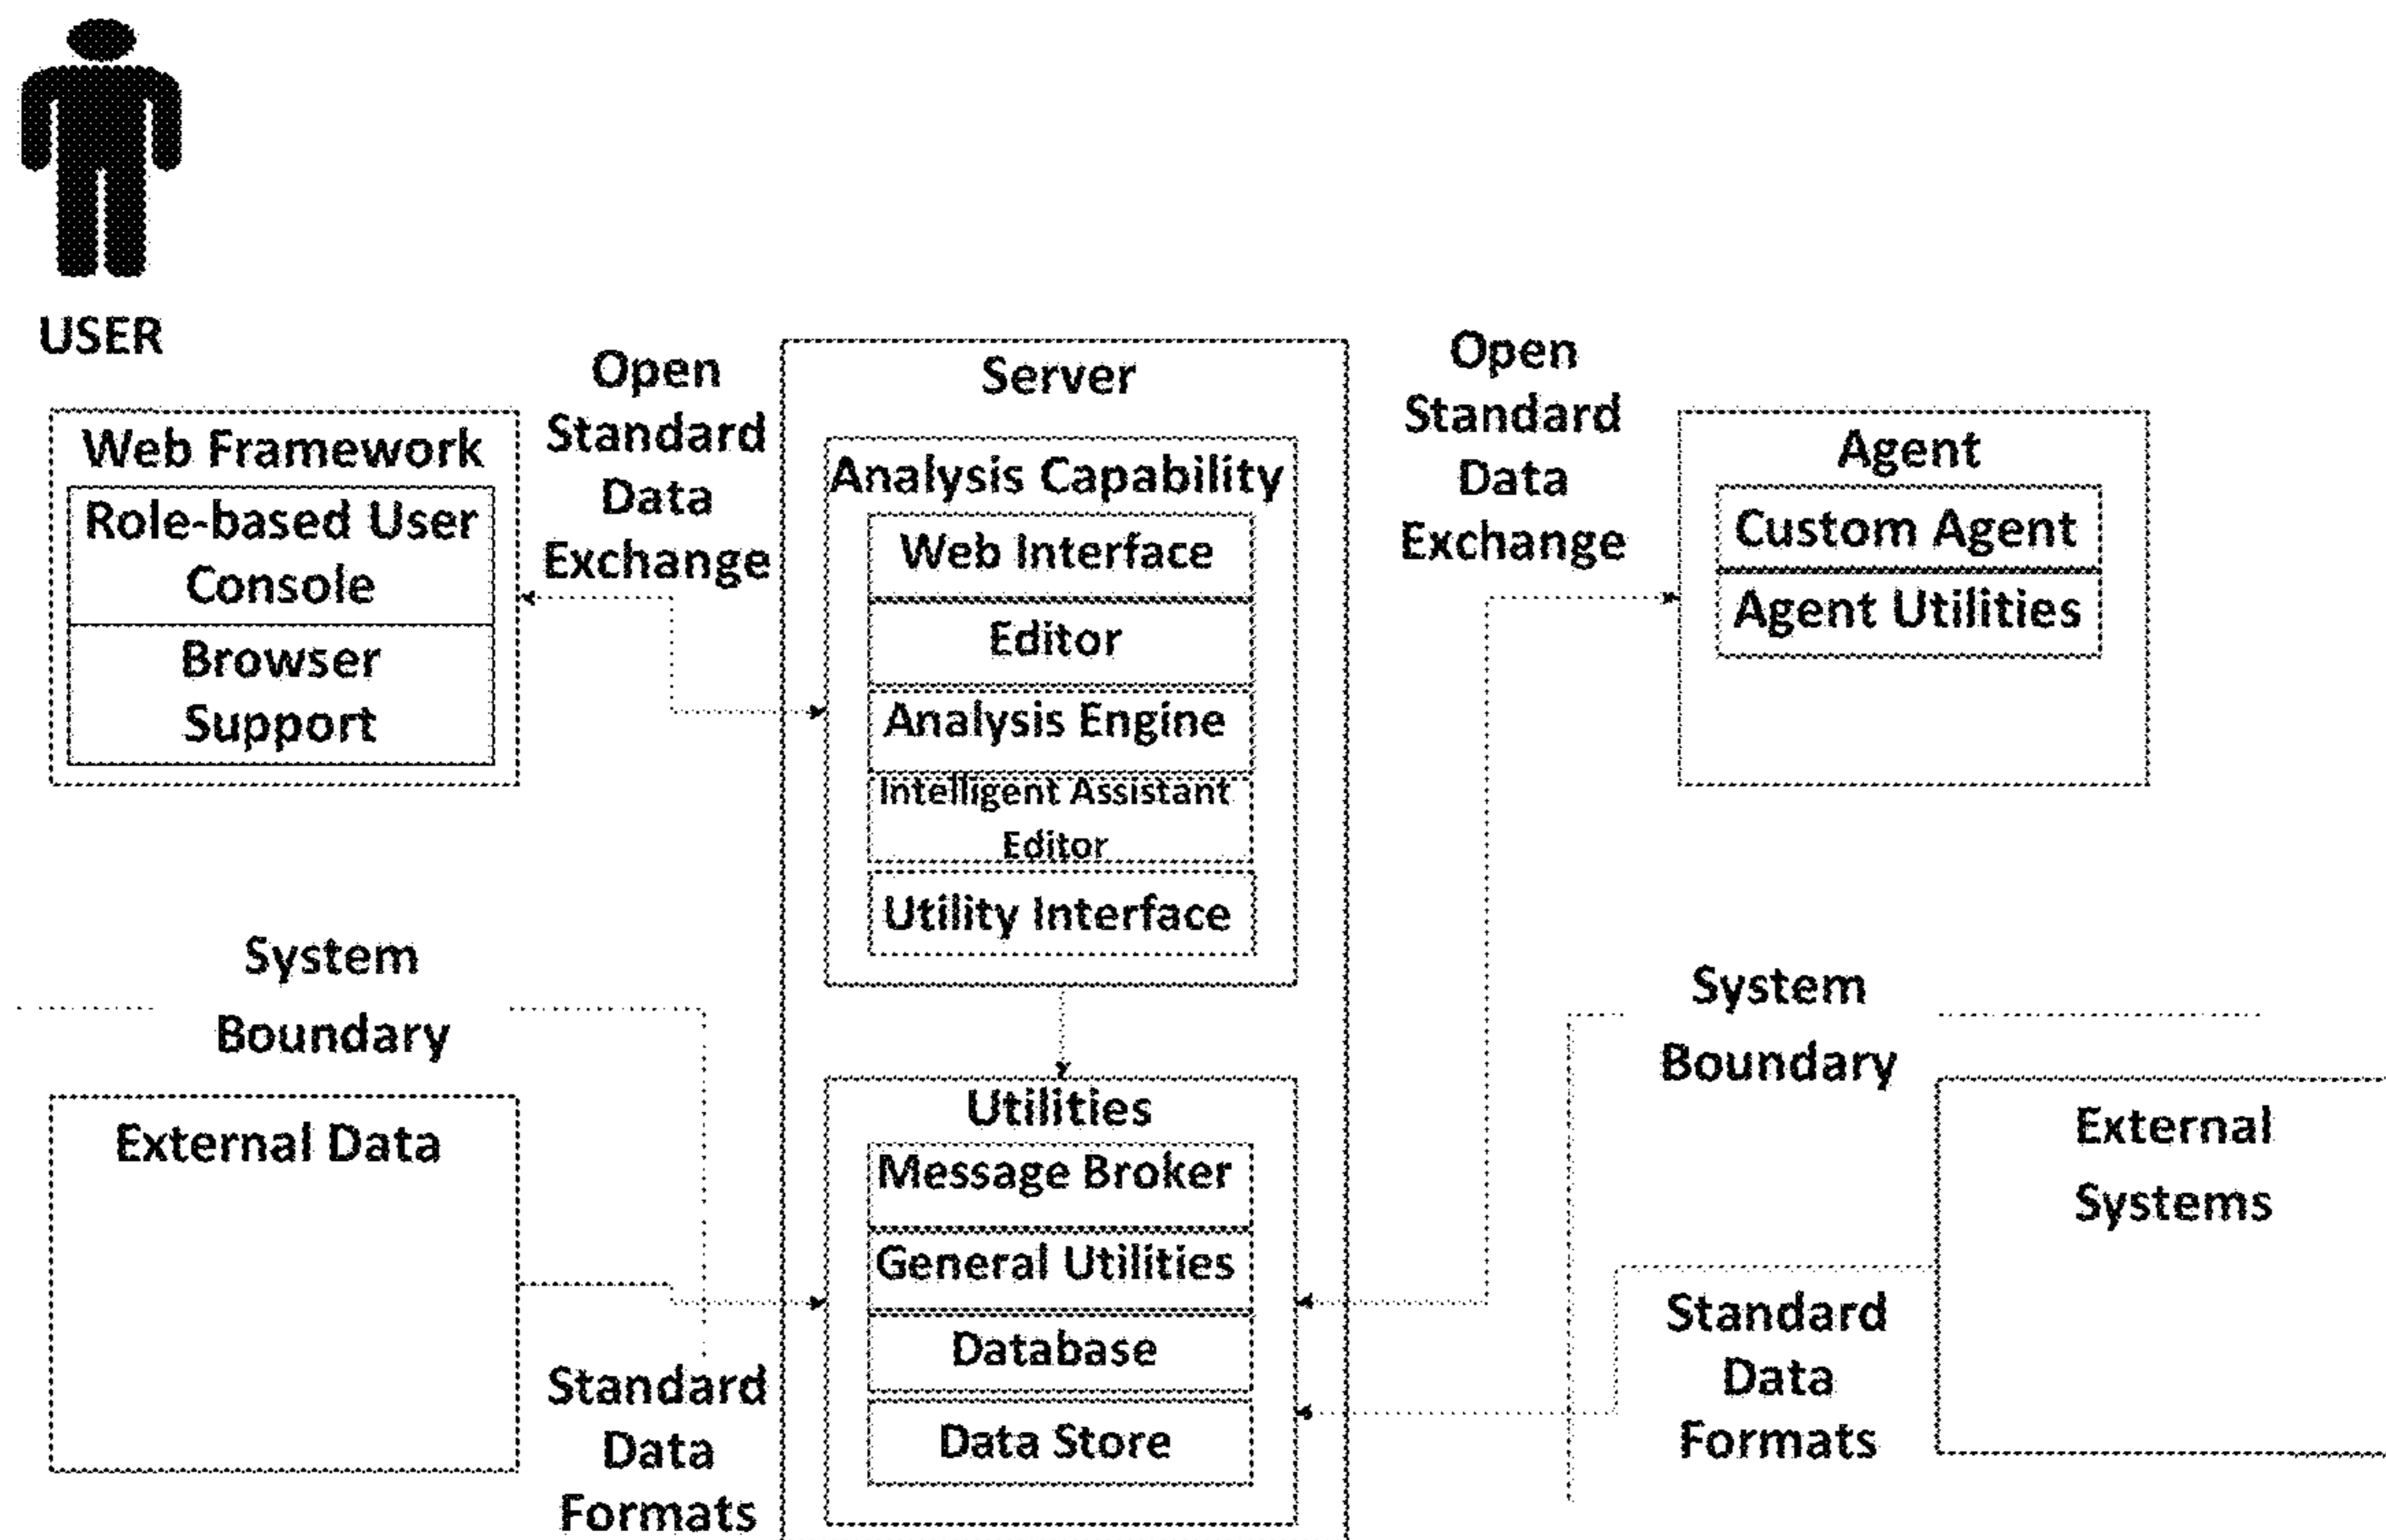 USER
Web Framework
Role-based User
Console
Browser
Support
Open
Standard
Data
Exchange
Server
Analysis Capability
Web Interface
Editor
Analysis Engine
Intelligent Assistant
Editor
Utility Interface
Open
Standard
Data
Exchange
Agent
Custom Agent
Agent Utilities
System
Boundary
External Data
Standard
Data
Formats
Utilities
Message Broker
General Utilities
Database
Data Store
System
Boundary
External
Systems
Standard
Data
Formats